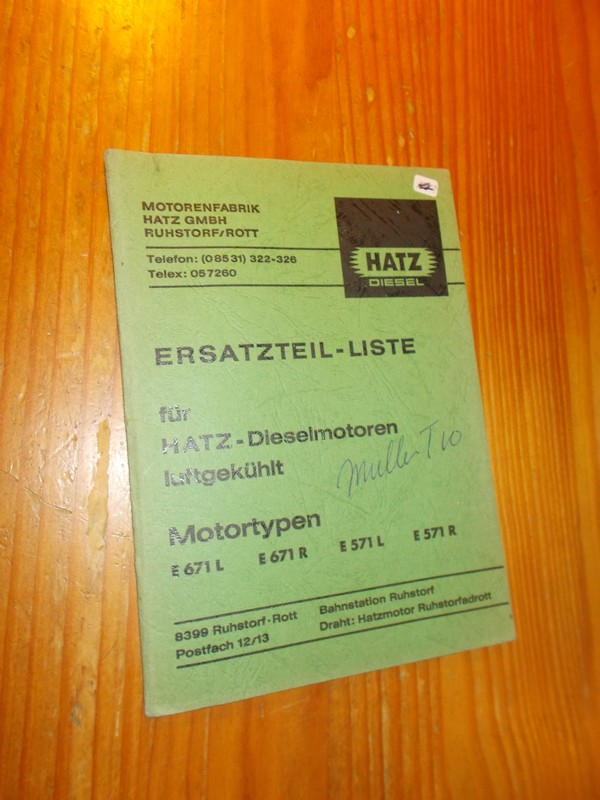 MOTORENFABRIK
HATZ GMBH
RUHSTORF/ROTT
Telefon: (08531) 322-326
Telex: 057260
HATZ
DIESEL
ERSATZTEIL-LISTE
für
HATZ-Dieselmotoren
luftgekühlt
Muller T 10
Motortypen
E 671 L E 671 R E 571 L E 571 R
8399 Ruhstorf-Rott
Postfach 12/13
Bahnstation Ruhstorf
Draht: Hatzmotor Ruhstorfadrott